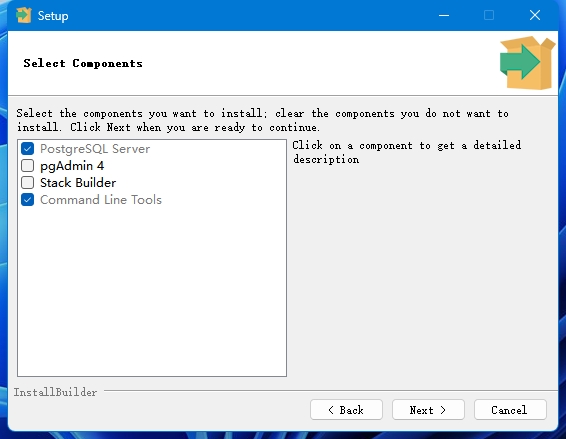 Setup
Select Components
Select the components you want to install; clear the components you do not want to
install. Click Next when you are ready to continue.
PostgreSQL Server
pgAdmin 4
Stack Builder
Command Line Tools
Click on a component to get a detailed
description
InstallBuilder
< Back
Next >
Cancel